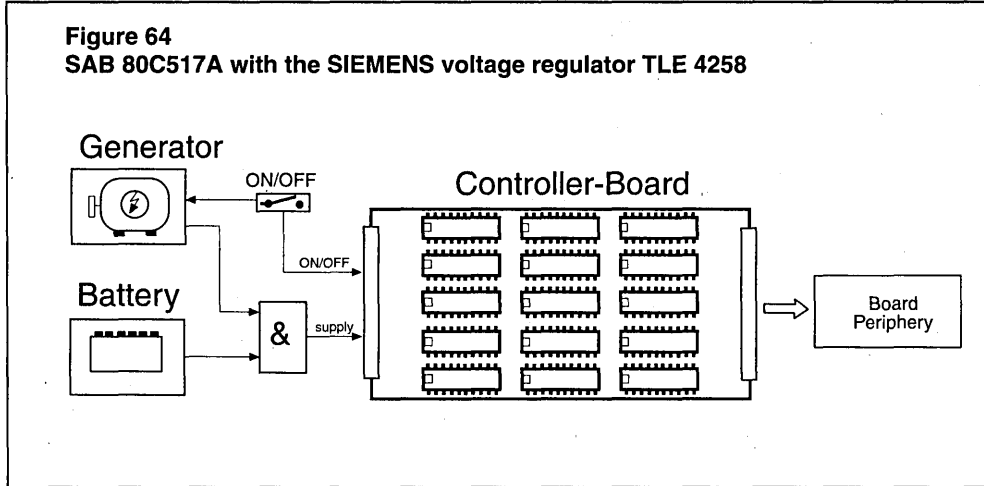 Figure 64
SAB 80C517A with the SIEMENS voltage regulator TLE 4258
Generator
ON/OFF
Controller-Board
ON/OFF
Battery
&
supply
Board
Periphery